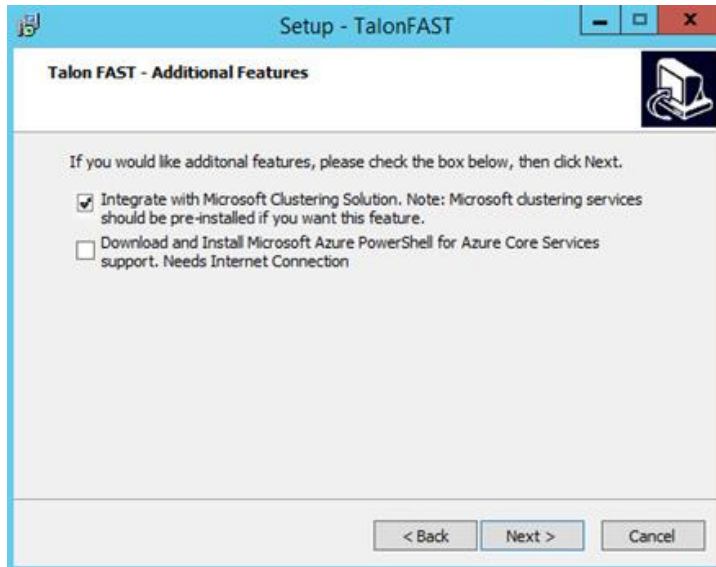 Setup - TalonFAST
Talon FAST - Additional Features
If you would like additonal features, please check the box below, then click Next.
Integrate with Microsoft Clustering Solution. Note: Microsoft clustering services
should be pre-installed if you want this feature.
Download and Install Microsoft Azure PowerShell for Azure Core Services
support. Needs Internet Connection
< Back
Next >
Cancel